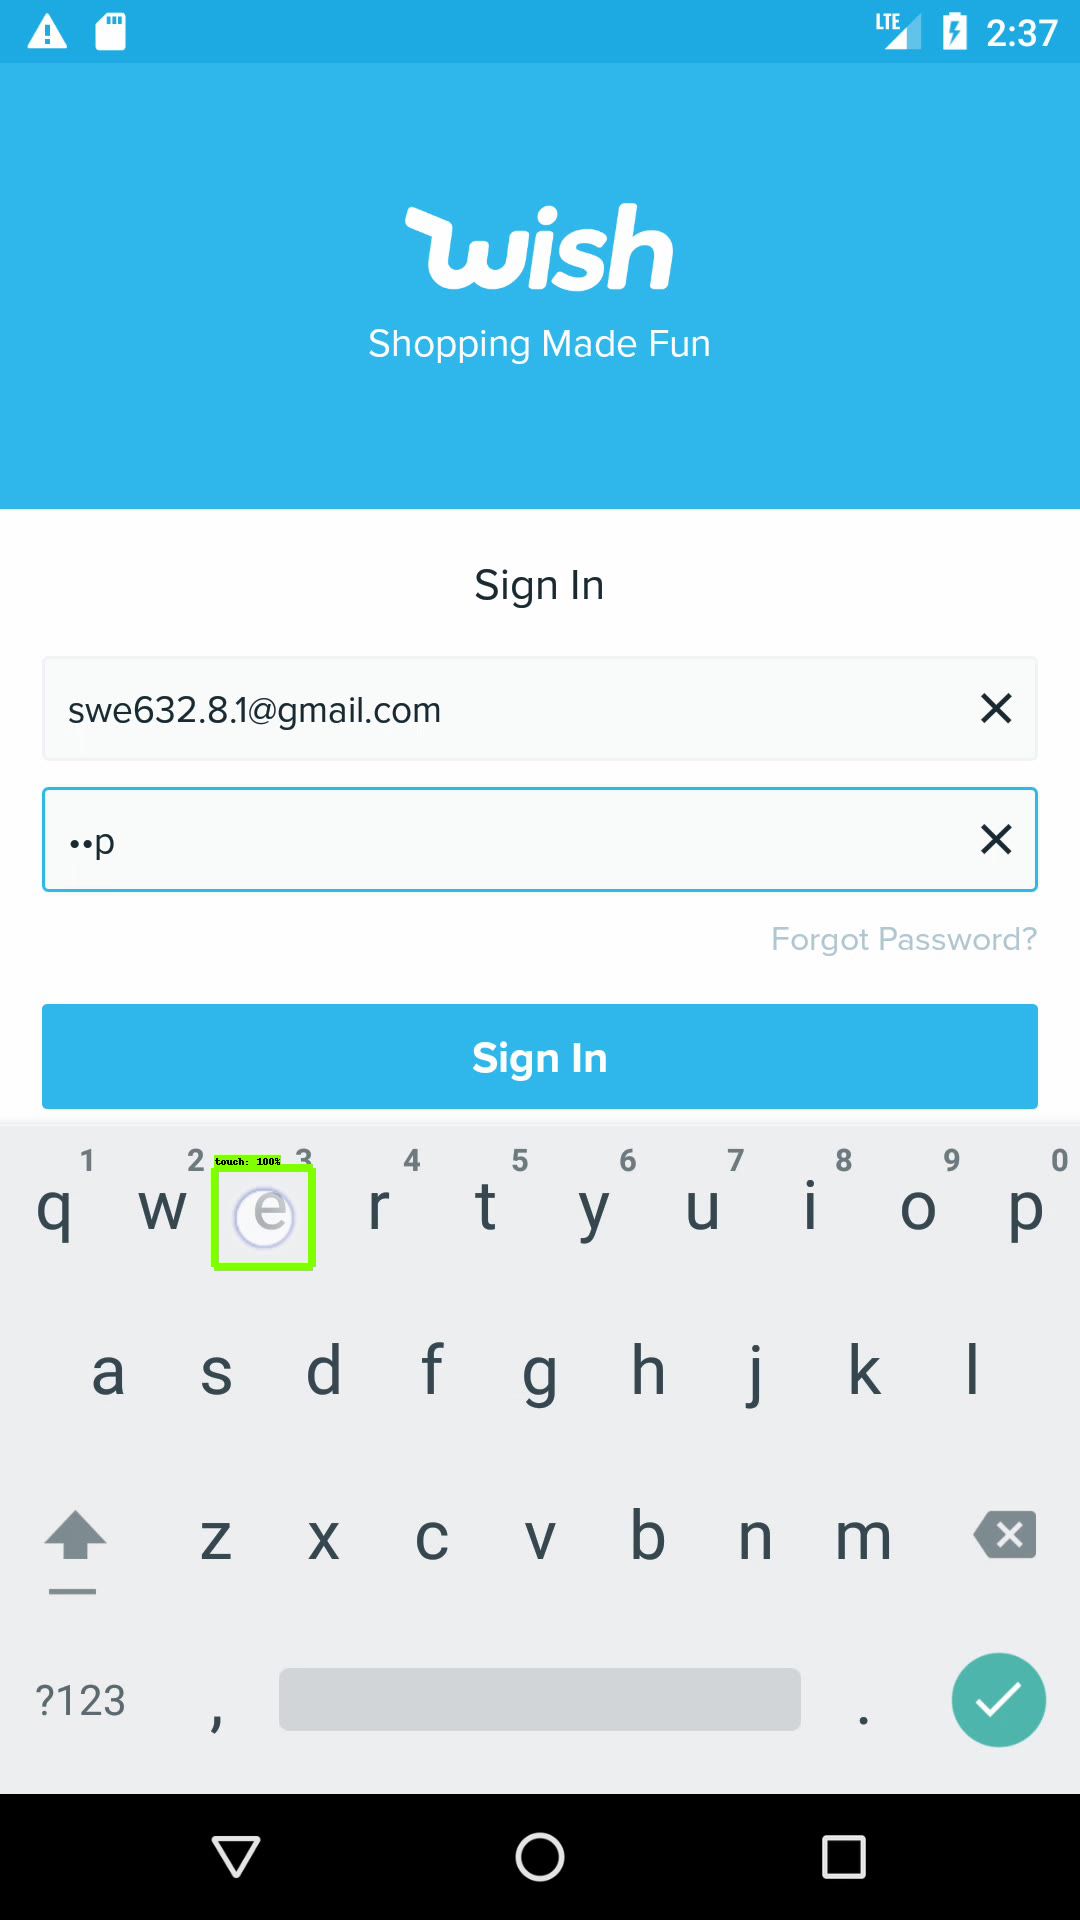 LTE 2:37
wish
Shopping Made Fun
Sign In
swe632.8.1@gmail.com
••p
Forgot Password?
Sign In
1 2 touch: 100% 3 4 5 6 7 8 9 0
q w e r t y u i o p
a s d f g h j k l
z x c v b n m
?123 , .